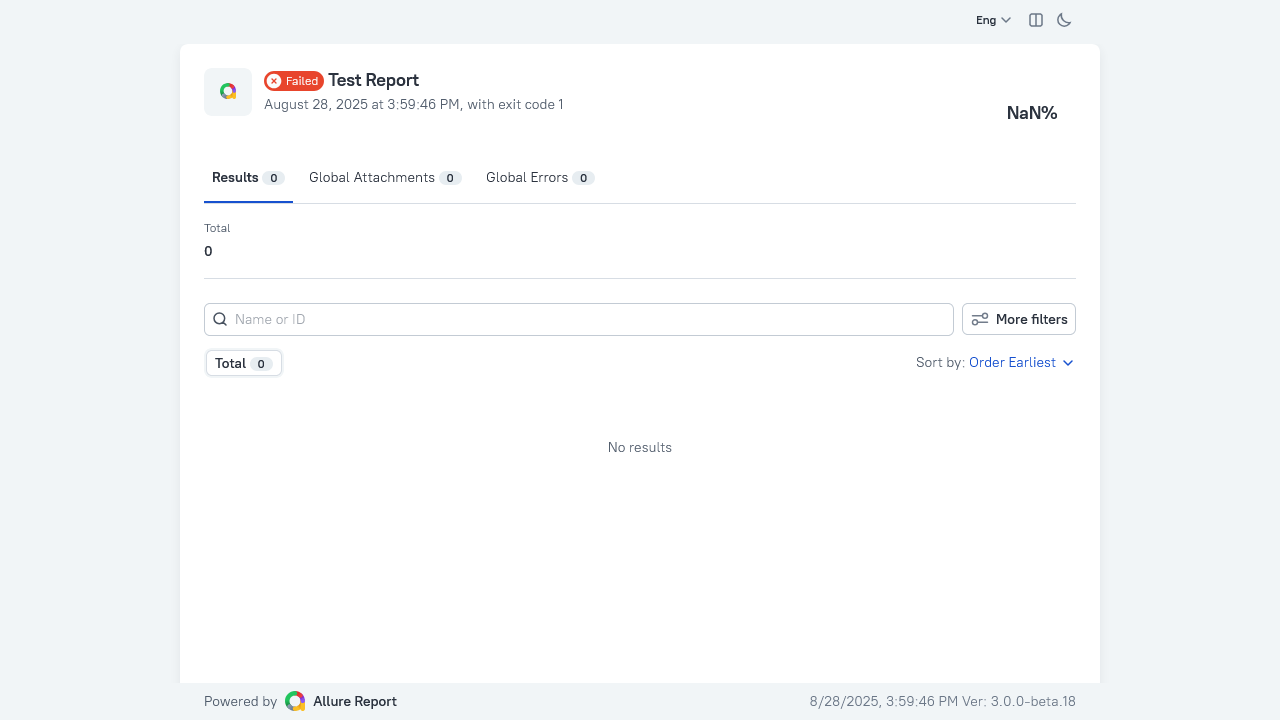 Eng
Failed Test Report
August 28, 2025 at 3:59:46 PM, with exit code 1
NaN%
Results 0 Global Attachments 0 Global Errors 0
Total
0
Name or ID More filters
Total 0 Sort by: Order Earliest
No results
Powered by Allure Report 8/28/2025, 3:59:46 PM Ver: 3.0.0-beta.18